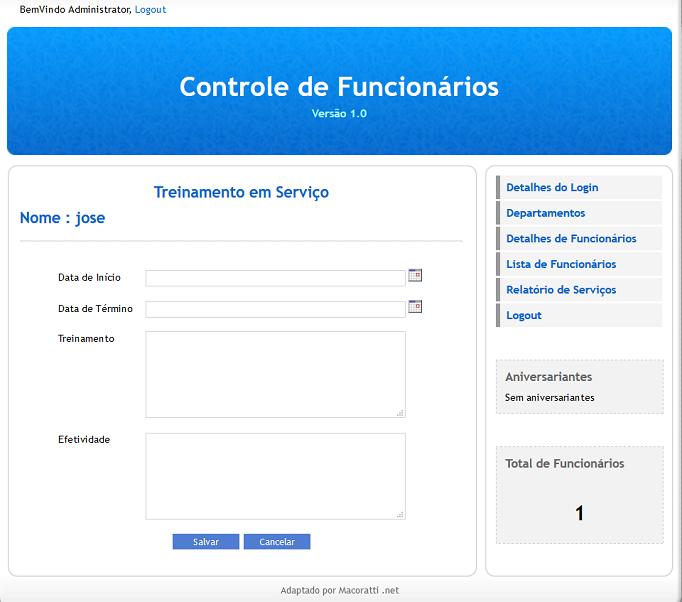 BemVindo Administrator, Logout
Controle de Funcionários
Versão 1.0
Treinamento em Serviço
Nome : jose
Data de Início
Data de Término
Treinamento
Efetividade
Salvar Cancelar
Detalhes do Login
Departamentos
Detalhes de Funcionários
Lista de Funcionários
Relatório de Serviços
Logout
Aniversariantes
Sem aniversariantes
Total de Funcionários
1
Adaptado por Macoratti .net